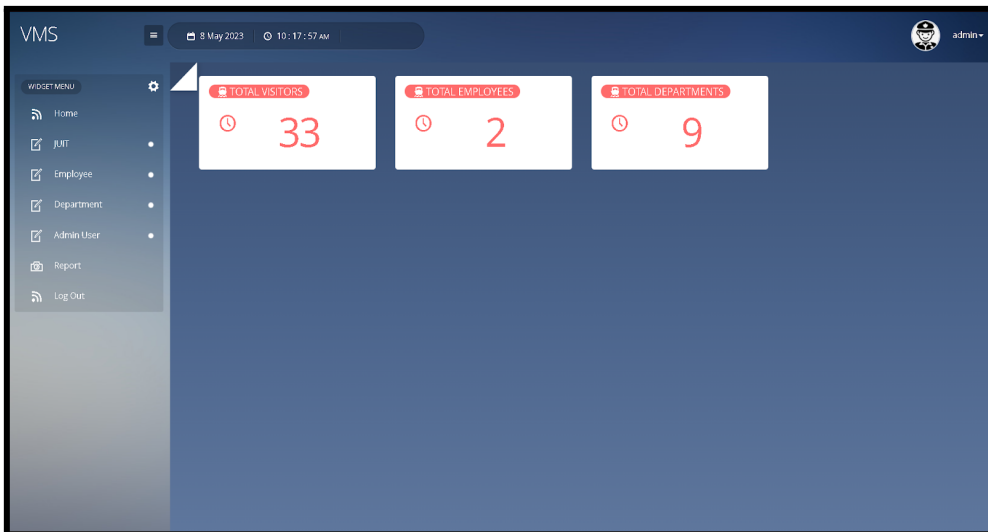 VMS
8 May 2023 10 : 17 : 57 AM
admin
WIDGET MENU
Home
JUIT
Employee
Department
Admin User
Report
Log Out
TOTAL VISITORS
33
TOTAL EMPLOYEES
2
TOTAL DEPARTMENTS
9